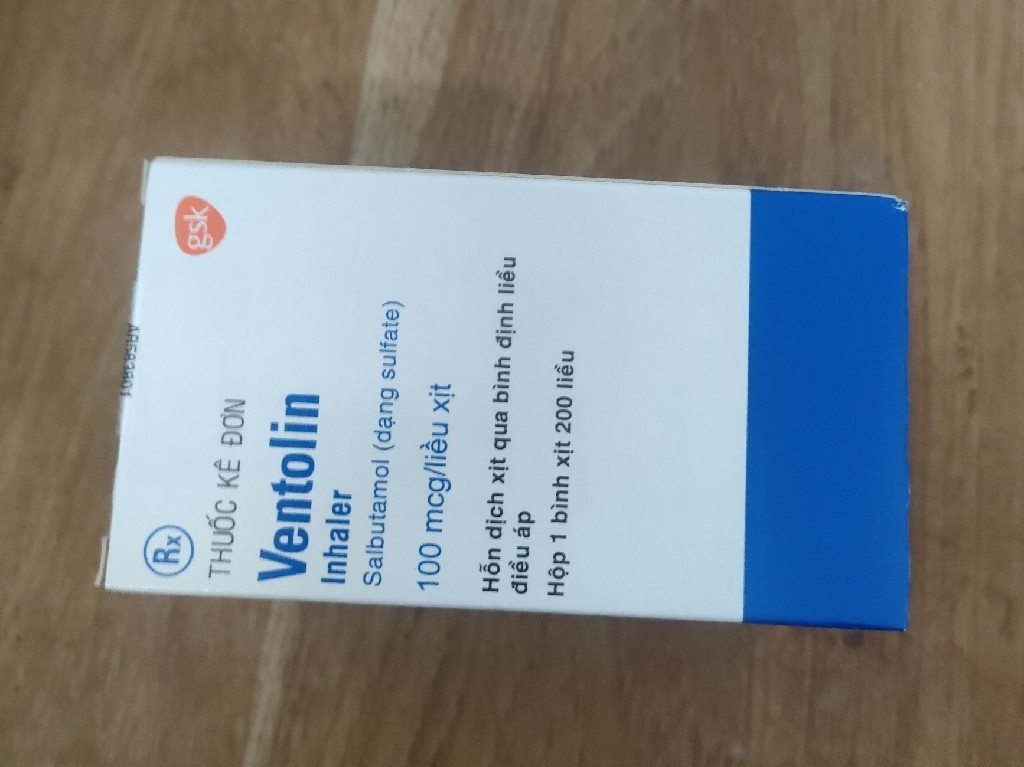 Rx
gsk
THUỐC KÊ ĐƠN
Ventolin
Inhaler
Salbutamol (dạng sulfate)
100 mcg/liều xịt
Hỗn dịch xịt qua bình định liều
điều áp
Hộp 1 bình xịt 200 liều